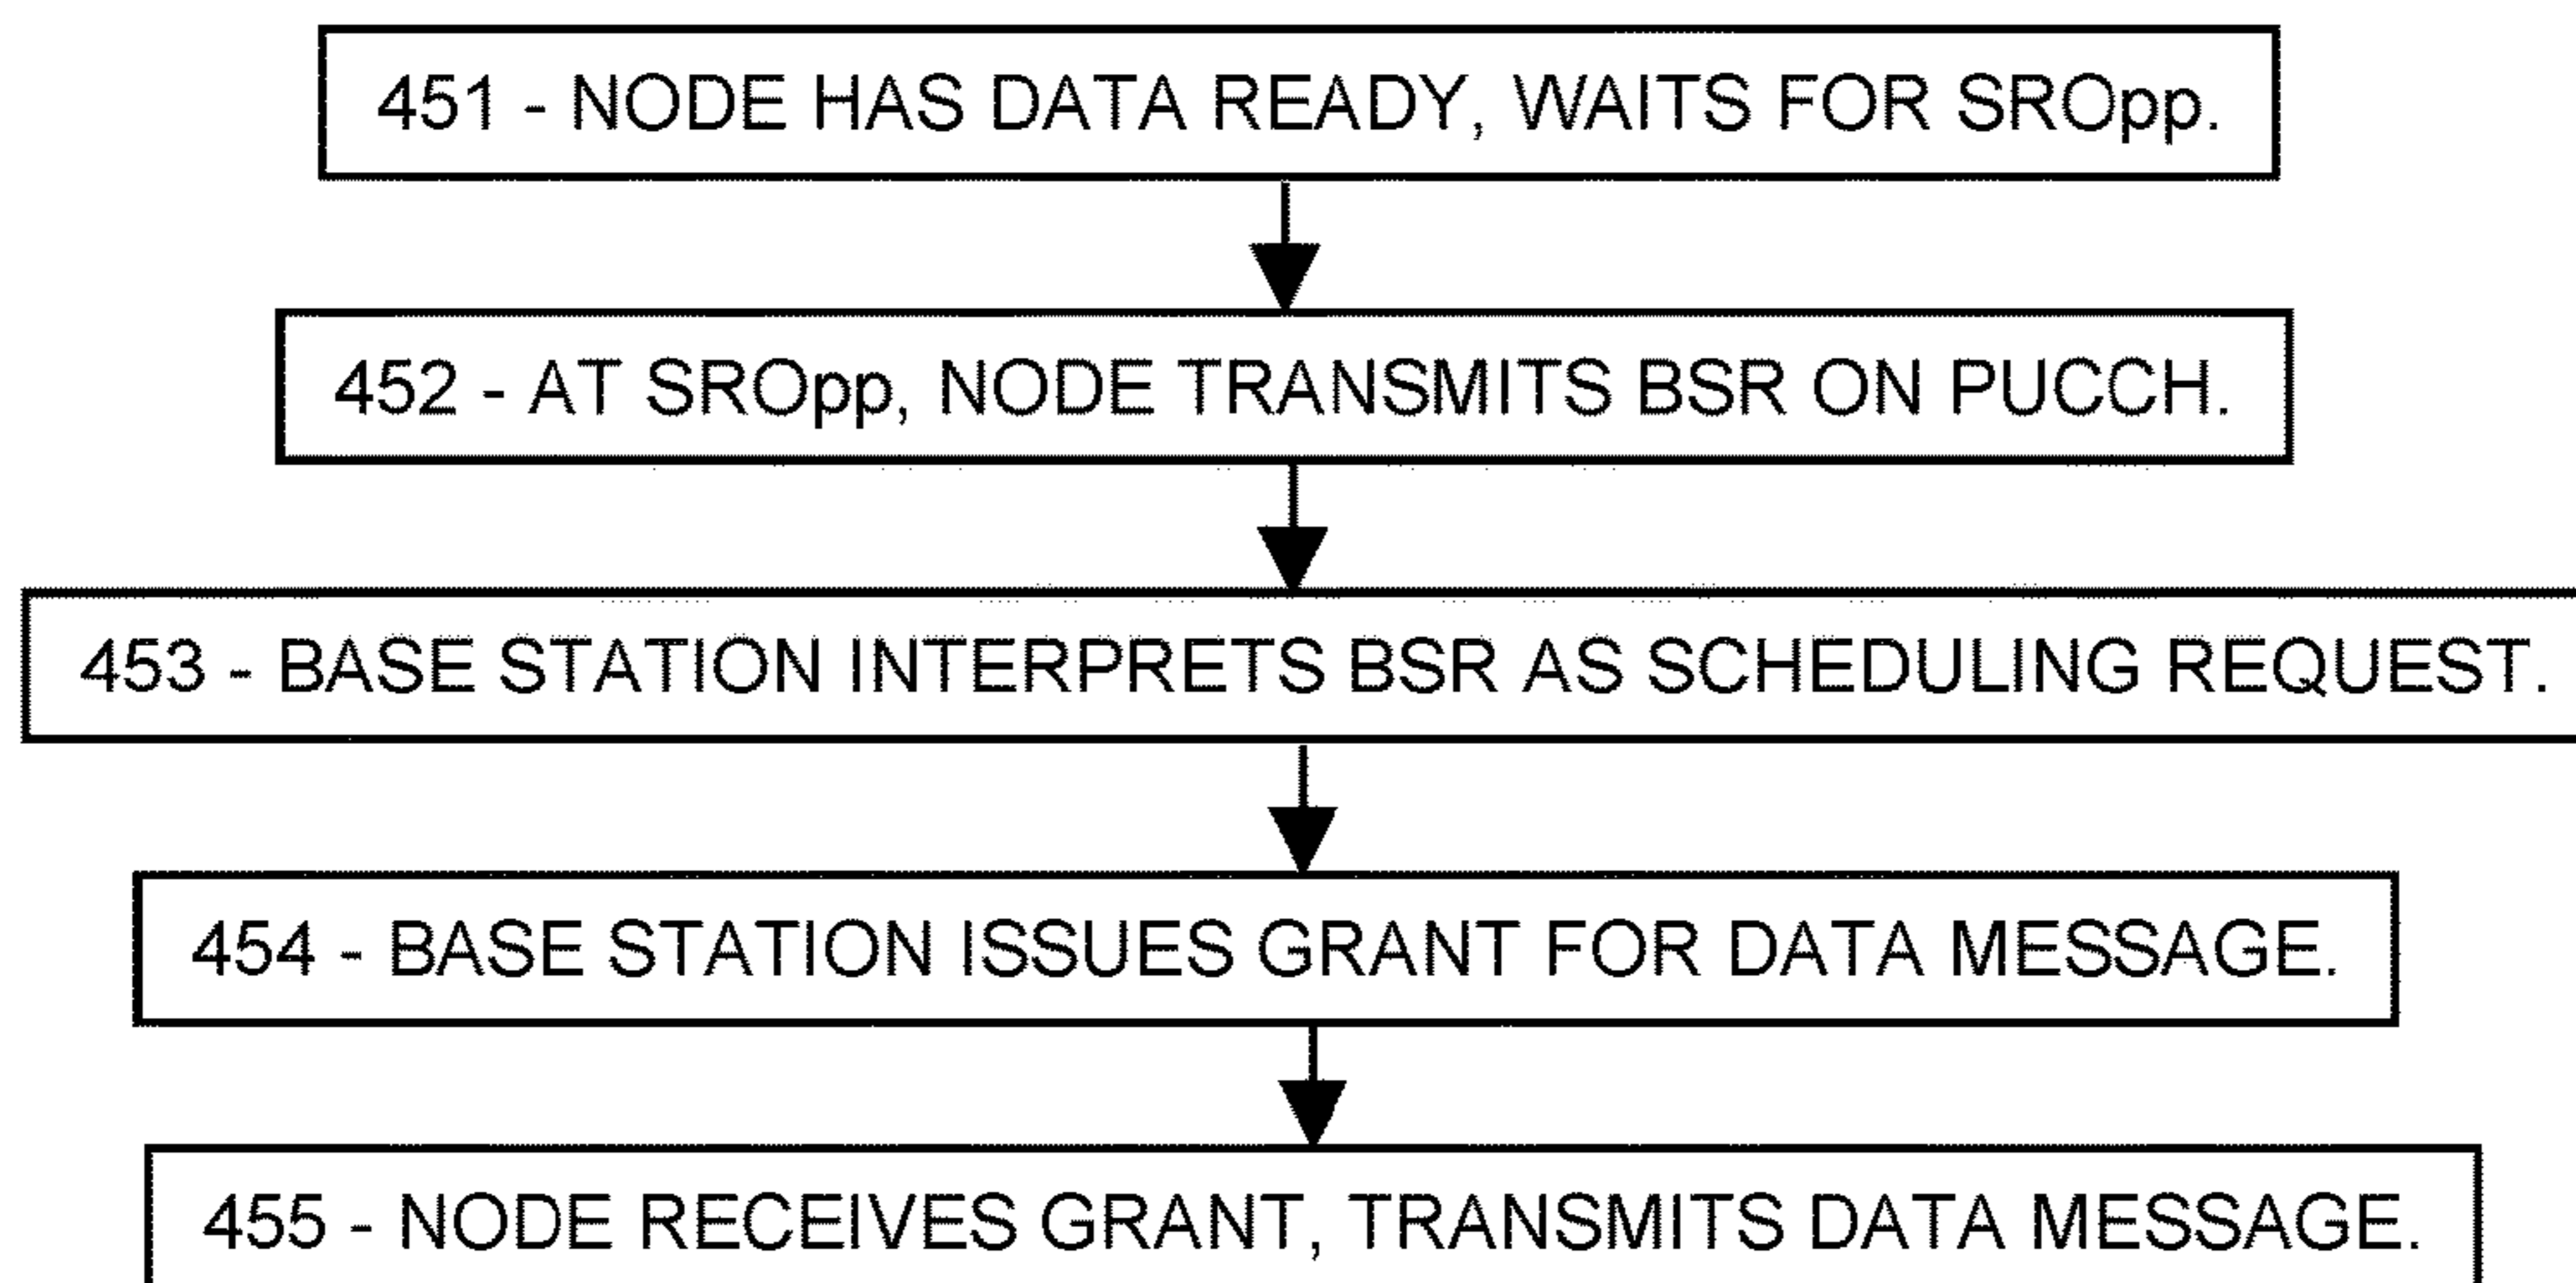 451 - NODE HAS DATA READY, WAITS FOR SROpp.
452 - AT SROpp, NODE TRANSMITS BSR ON PUCCH.
453 - BASE STATION INTERPRETS BSR AS SCHEDULING REQUEST.
454 - BASE STATION ISSUES GRANT FOR DATA MESSAGE.
455 - NODE RECEIVES GRANT, TRANSMITS DATA MESSAGE.